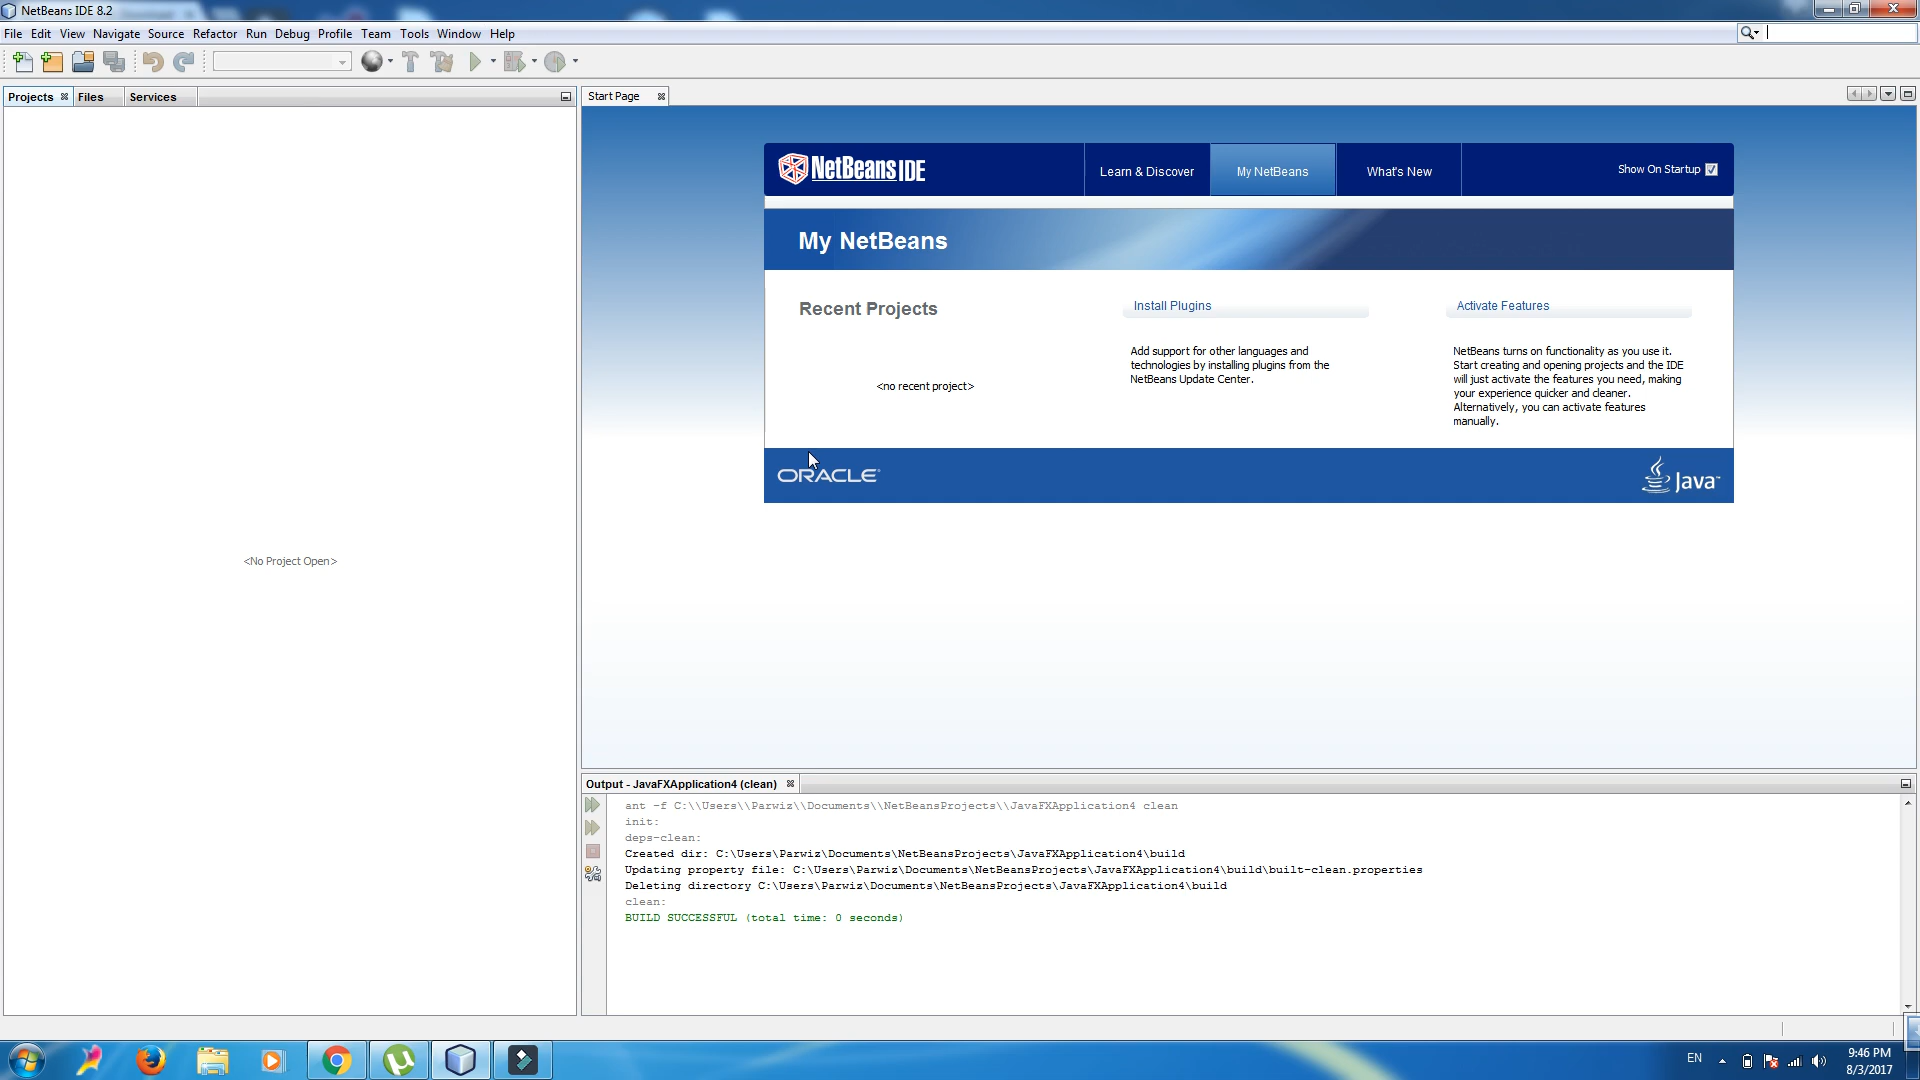 NetBeans IDE 8.2
File Edit View Navigate Source Refactor Run Debug Profile Team Tools Window Help
Projects Files Services
Start Page
NetBeans IDE
Learn & Discover
My NetBeans
What's New
Show On Startup
My NetBeans
Recent Projects
<no recent project>
Install Plugins
Add support for other languages and
technologies by installing plugins from the
NetBeans Update Center.
Activate Features
NetBeans turns on functionality as you use it.
Start creating and opening projects and the IDE
will just activate the features you need, making
your experience quicker and cleaner.
Alternatively, you can activate features
manually.
ORACLE
Java™
<No Project Open>
Output - JavaFXApplication4 (clean)
ant -f C:\\Users\\Parwiz\\Documents\\NetBeansProjects\\JavaFXApplication4 clean
init:
deps-clean:
Created dir: C:\Users\Parwiz\Documents\NetBeansProjects\JavaFXApplication4\build
Updating property file: C:\Users\Parwiz\Documents\NetBeansProjects\JavaFXApplication4\build\built-clean.properties
Deleting directory C:\Users\Parwiz\Documents\NetBeansProjects\JavaFXApplication4\build
clean:
BUILD SUCCESSFUL (total time: 0 seconds)
EN
9:46 PM
8/3/2017